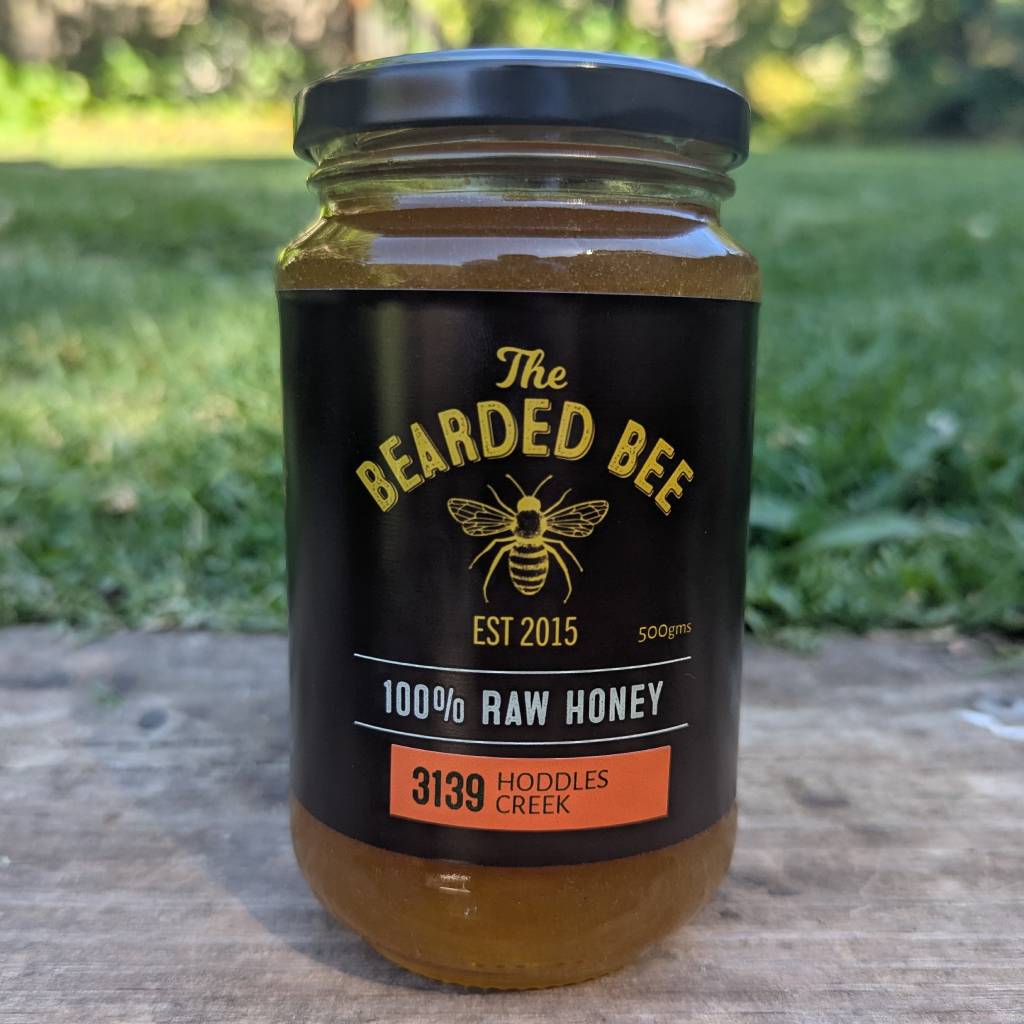 The
BEARDED BEE
EST 2015
500gms
100% RAW HONEY
3139 HODDLES
CREEK